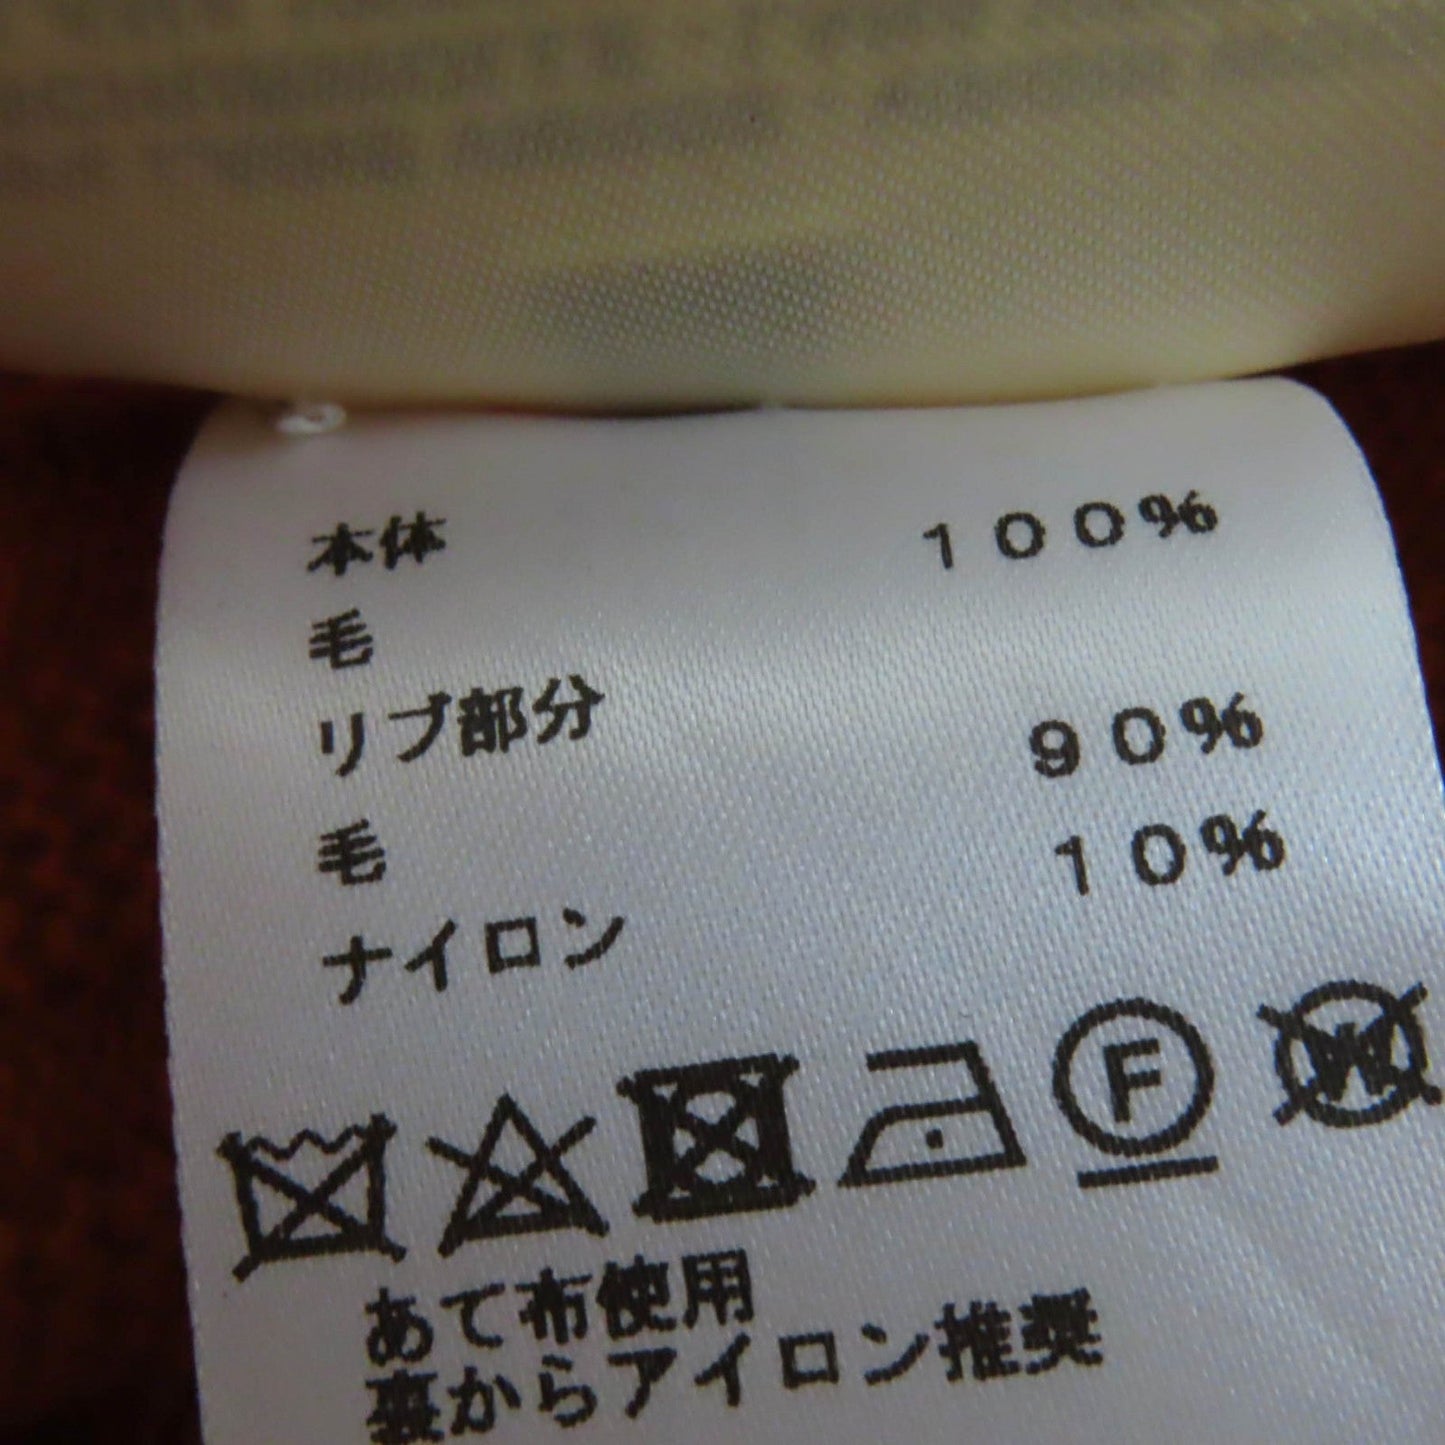 本体
毛 １００%
リブ部分
毛 ９０%
ナイロン １０%
F W
あて布使用
裏からアイロン推奨